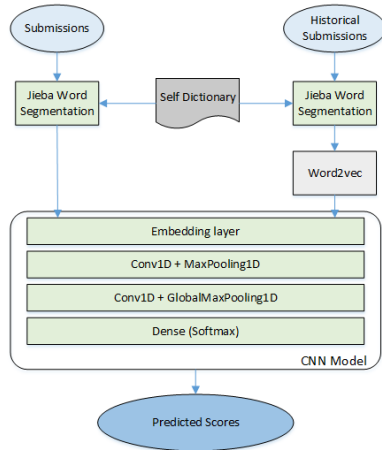 Submissions
Historical
Submissions
Jieba Word
Segmentation
Self Dictionary
Jieba Word
Segmentation
Word2vec
Embedding layer
Conv1D + MaxPooling1D
Conv1D + GlobalMaxPooling1D
Dense (Softmax)
CNN Model
Predicted Scores